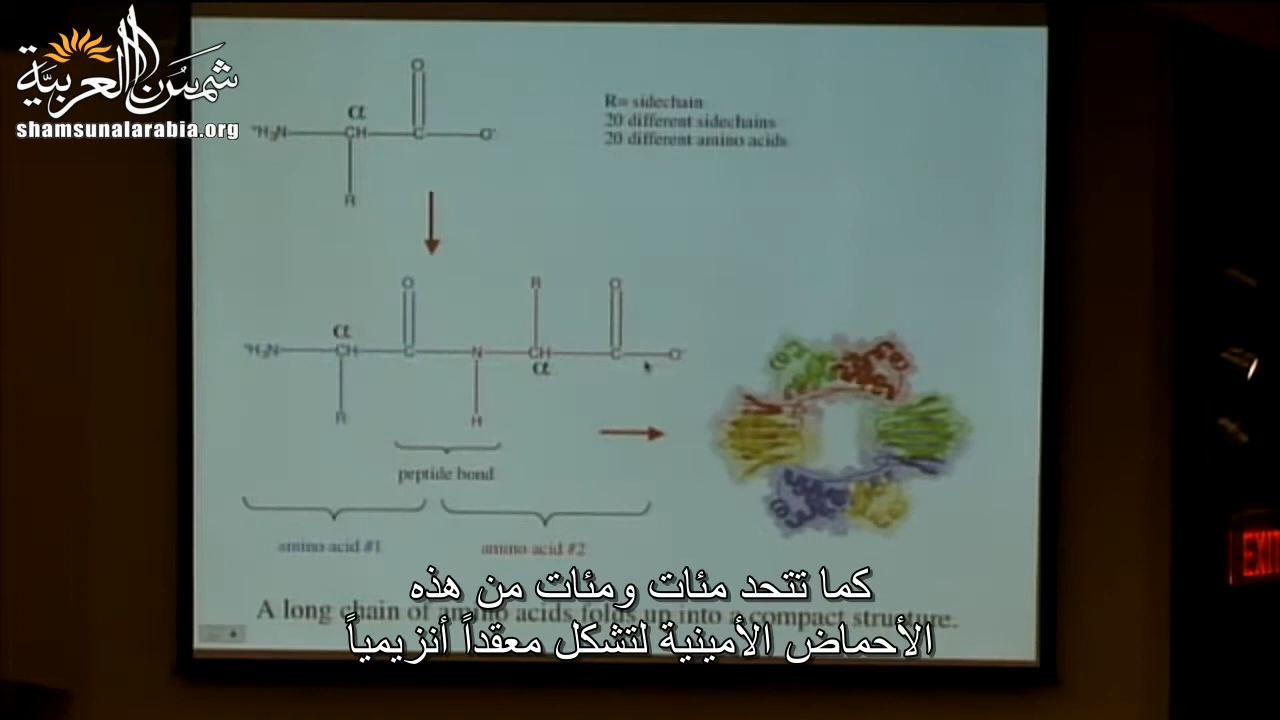 شمس العربية
shamsunalarabia.org
O
α
⁺H₃N CH C O⁻
R
R= sidechain
20 different sidechains
20 different amino acids
O R O
α
⁺H₃N CH C N CH C O⁻
α
R H
peptide bond
amino acid #1 amino acid #2
كما تتحد مئات ومئات من هذه
A long chain of amino acids folds up into a compact structure.
الأحماض الأمينية لتشكل معقداً أنزيمياً
EXIT